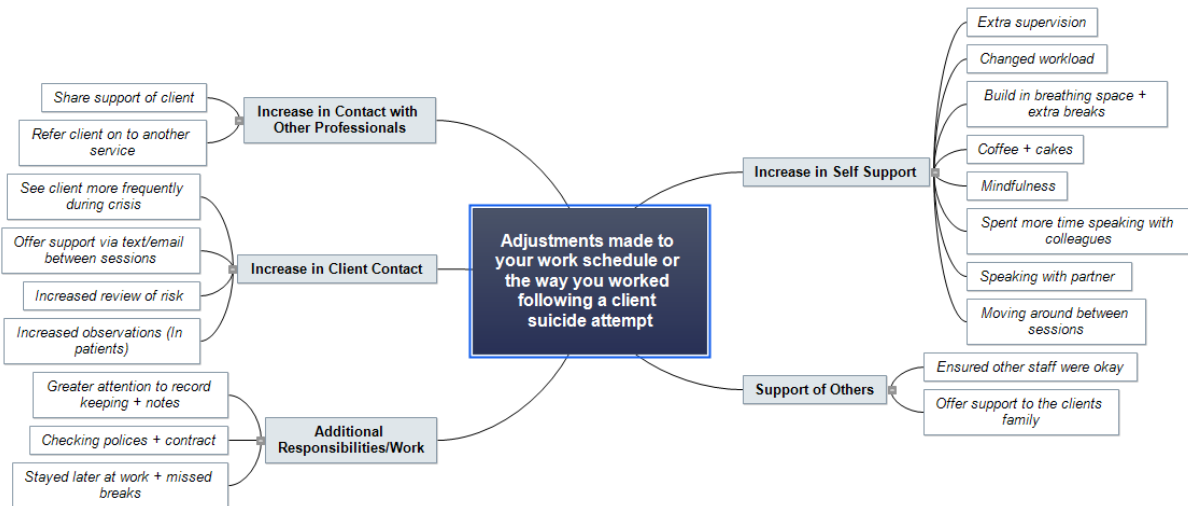 Adjustments made to
your work schedule or
the way you worked
following a client
suicide attempt
Increase in Contact with
Other Professionals
Share support of client
Refer client on to another
service
Increase in Client Contact
See client more frequently
during crisis
Offer support via text/email
between sessions
Increased review of risk
Increased observations (In
patients)
Additional
Responsibilities/Work
Greater attention to record
keeping + notes
Checking polices + contract
Stayed later at work + missed
breaks
Increase in Self Support
Extra supervision
Changed workload
Build in breathing space +
extra breaks
Coffee + cakes
Mindfulness
Spent more time speaking with
colleagues
Speaking with partner
Moving around between
sessions
Support of Others
Ensured other staff were okay
Offer support to the clients
family